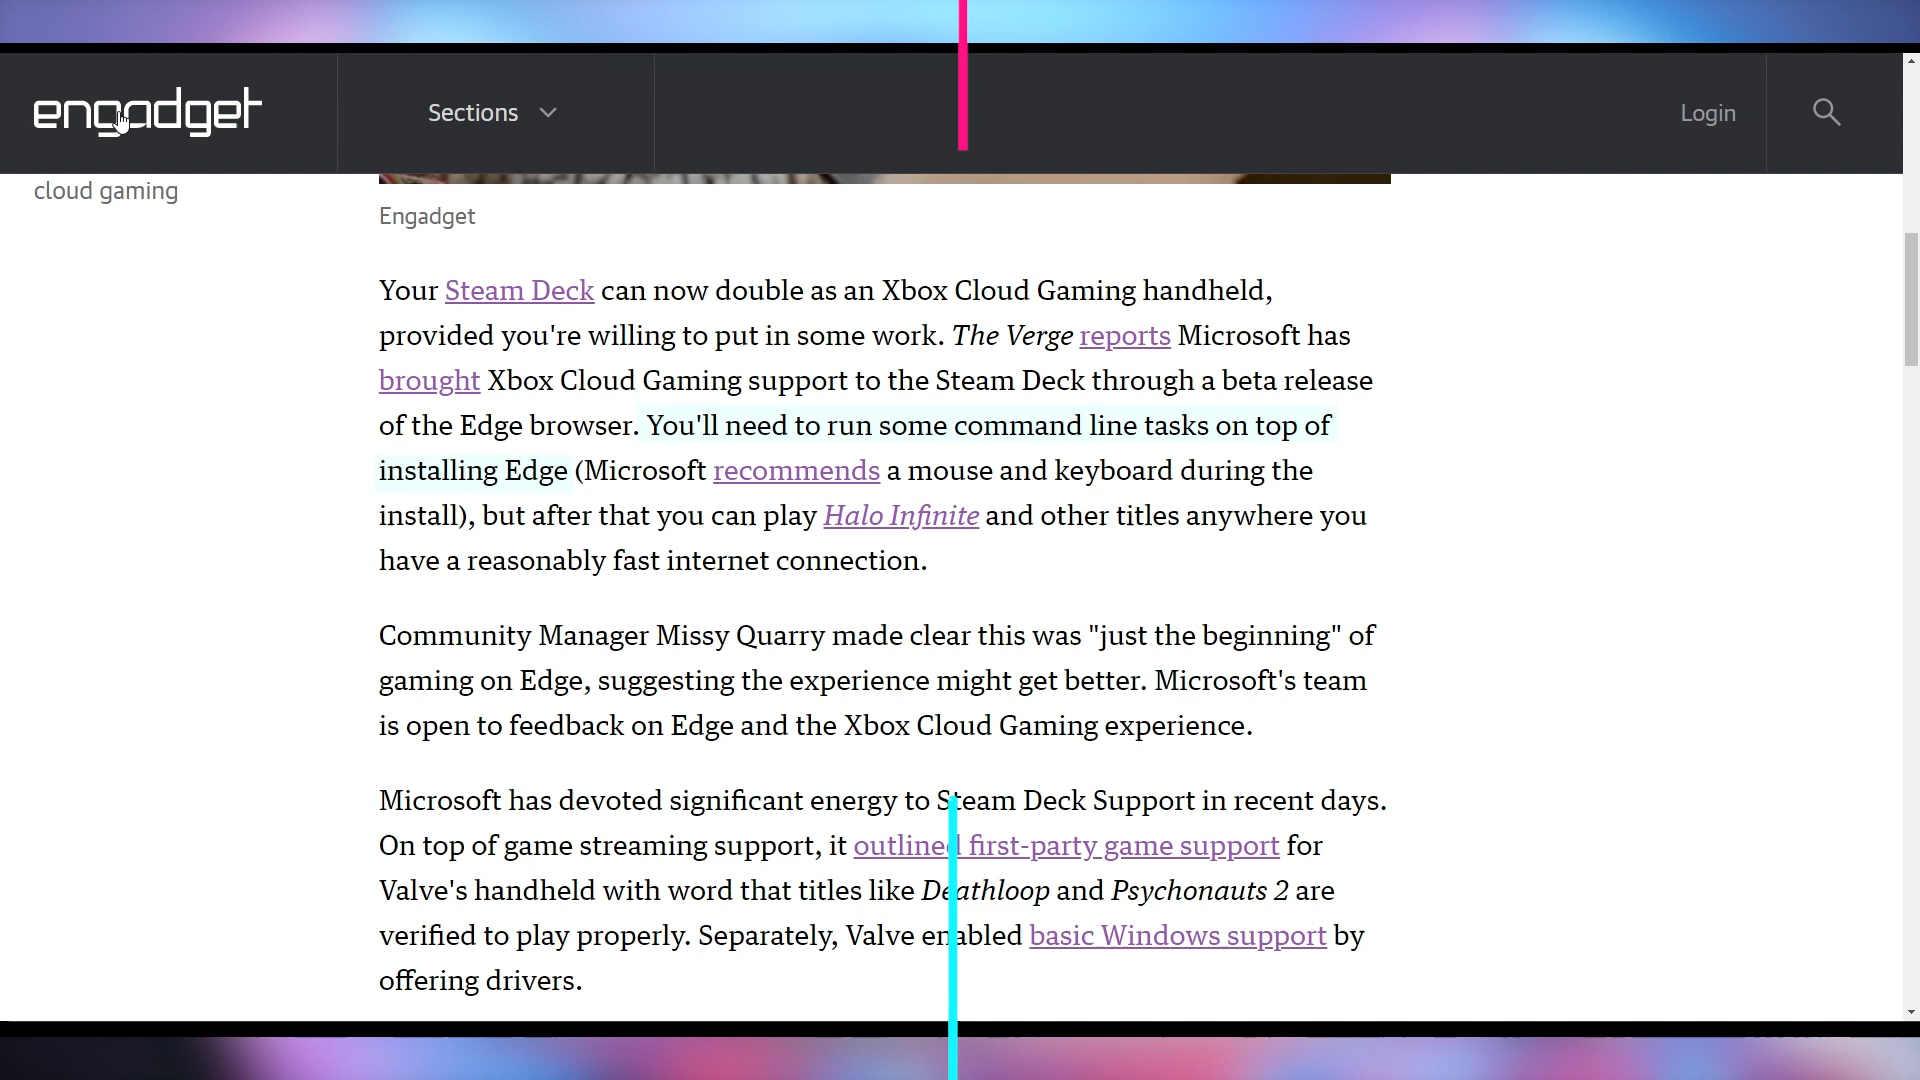 engadget
Sections
Login
cloud gaming
Engadget
Your Steam Deck can now double as an Xbox Cloud Gaming handheld,
provided you're willing to put in some work. The Verge reports Microsoft has
brought Xbox Cloud Gaming support to the Steam Deck through a beta release
of the Edge browser. You'll need to run some command line tasks on top of
installing Edge (Microsoft recommends a mouse and keyboard during the
install), but after that you can play Halo Infinite and other titles anywhere you
have a reasonably fast internet connection.
Community Manager Missy Quarry made clear this was "just the beginning" of
gaming on Edge, suggesting the experience might get better. Microsoft's team
is open to feedback on Edge and the Xbox Cloud Gaming experience.
Microsoft has devoted significant energy to Steam Deck Support in recent days.
On top of game streaming support, it outlined first-party game support for
Valve's handheld with word that titles like Deathloop and Psychonauts 2 are
verified to play properly. Separately, Valve enabled basic Windows support by
offering drivers.